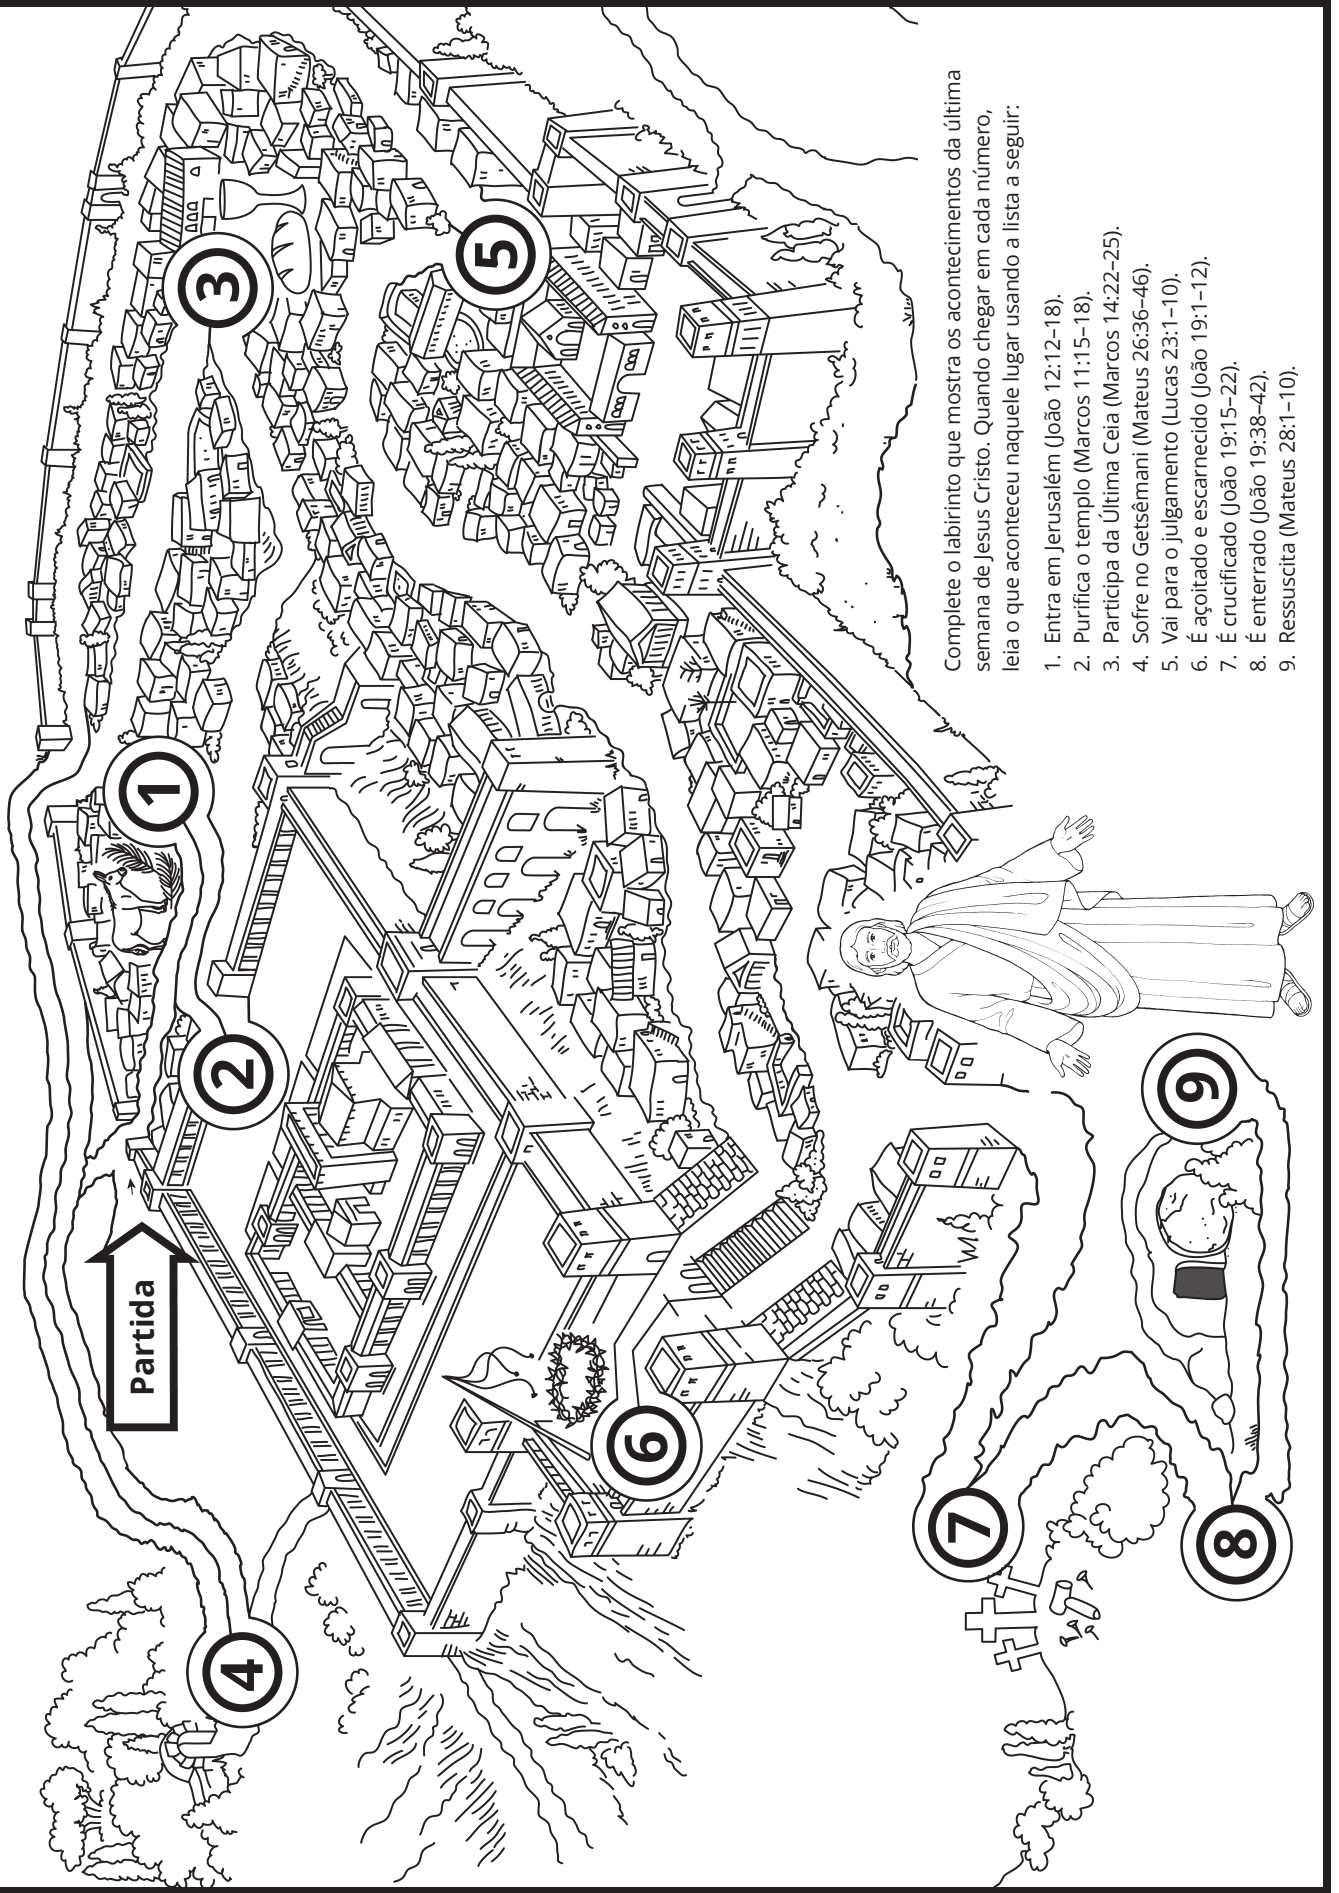 Partida
1
2
3
4
5
6
7
8
9
Complete o labirinto que mostra os acontecimentos da última
semana de Jesus Cristo. Quando chegar em cada número,
leia o que aconteceu naquele lugar usando a lista a seguir:
1. Entra em Jerusalém (João 12:12–18).
2. Purifica o templo (Marcos 11:15–18).
3. Participa da Última Ceia (Marcos 14:22–25).
4. Sofre no Getsêmani (Mateus 26:36–46).
5. Vai para o julgamento (Lucas 23:1–10).
6. É açoitado e escarnecido (João 19:1–12).
7. É crucificado (João 19:15–22).
8. É enterrado (João 19:38–42).
9. Ressuscita (Mateus 28:1–10).